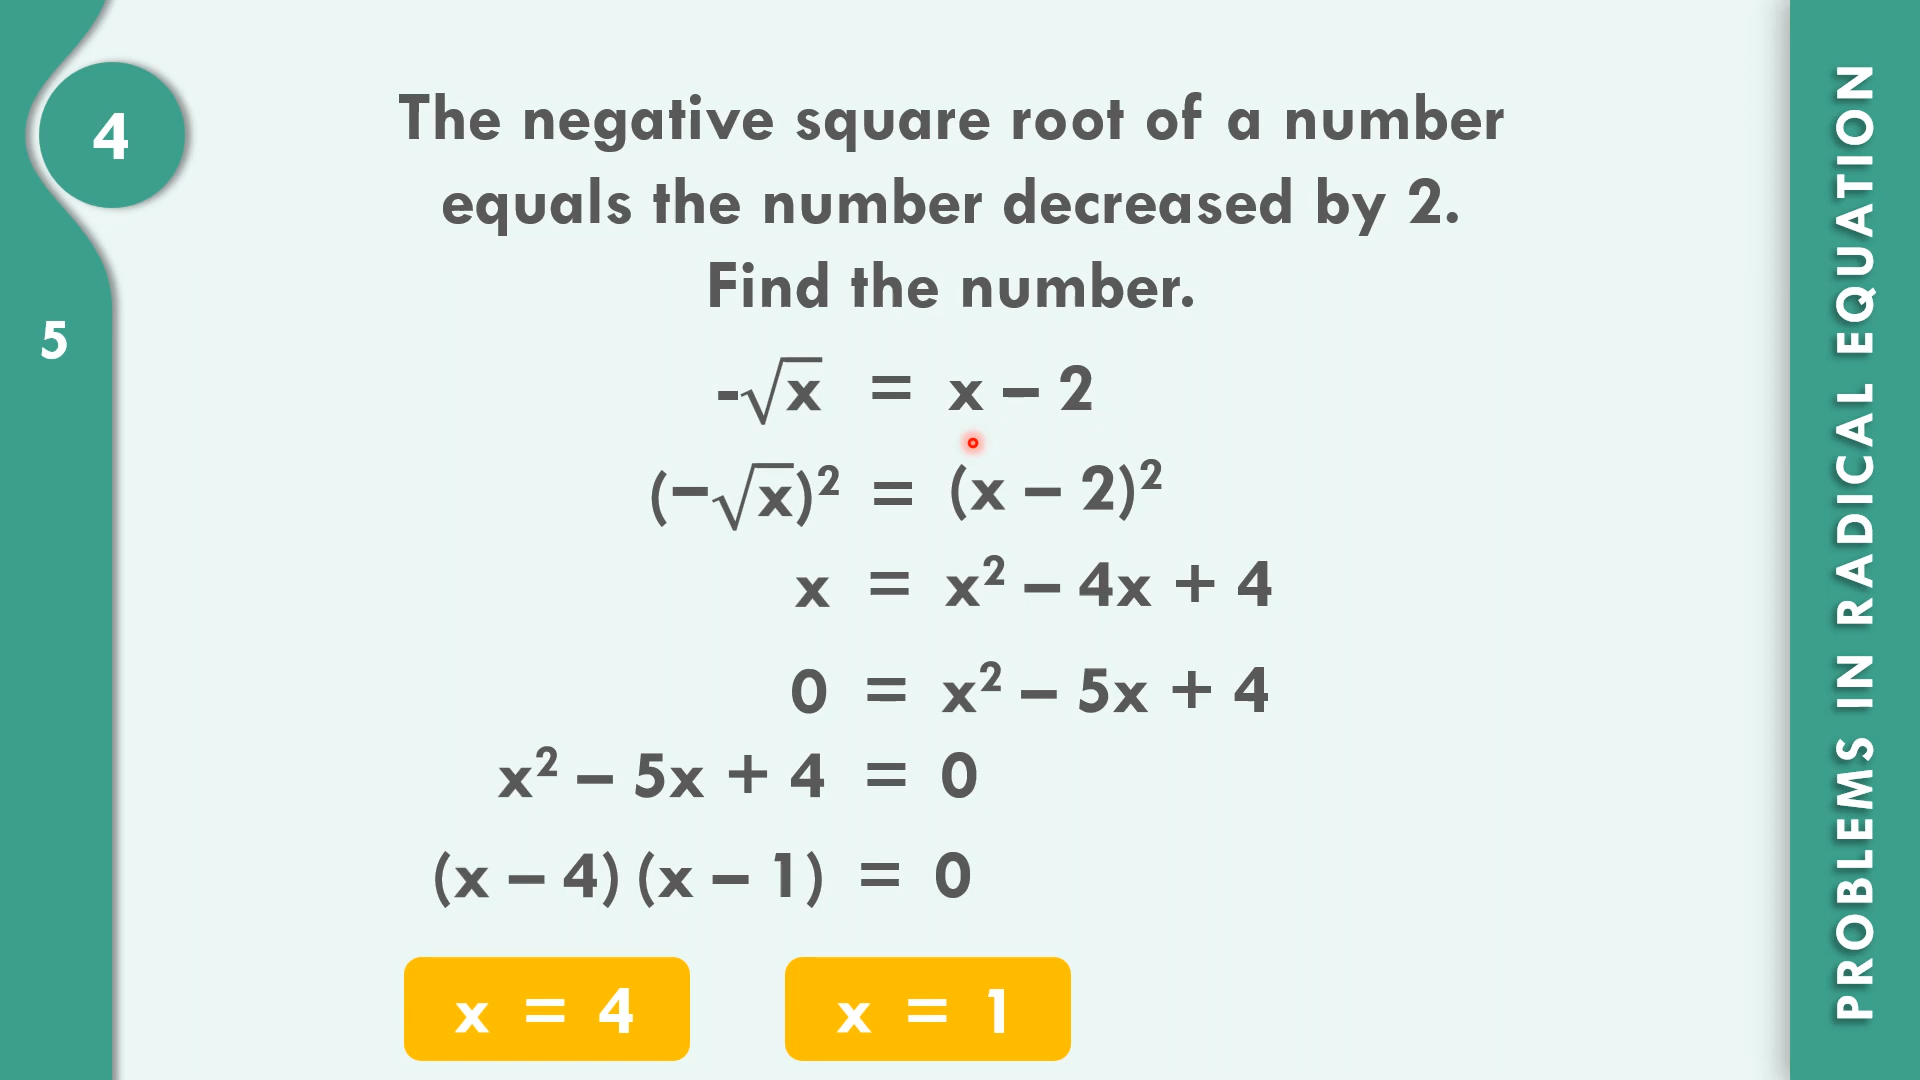 4
5
The negative square root of a number
equals the number decreased by 2.
Find the number.
-√x = x – 2
(–√x)² = (x – 2)²
x = x² – 4x + 4
0 = x² – 5x + 4
x² – 5x + 4 = 0
(x – 4) (x – 1) = 0
x = 4
x = 1
PROBLEMS IN RADICAL EQUATION